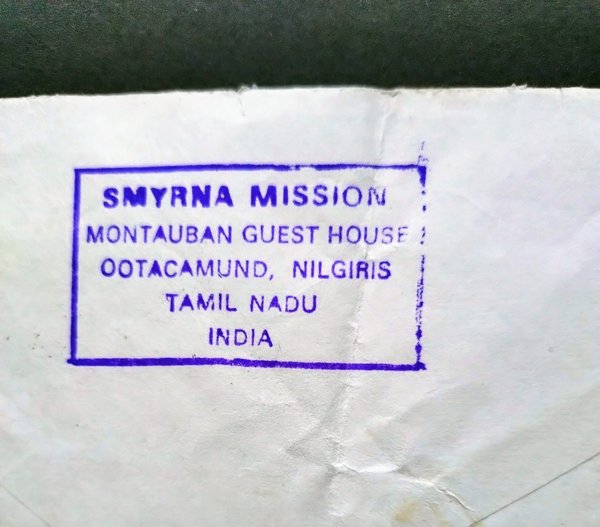 SMYRNA MISSION
MONTAUBAN GUEST HOUSE
OOTACAMUND, NILGIRIS
TAMIL NADU
INDIA